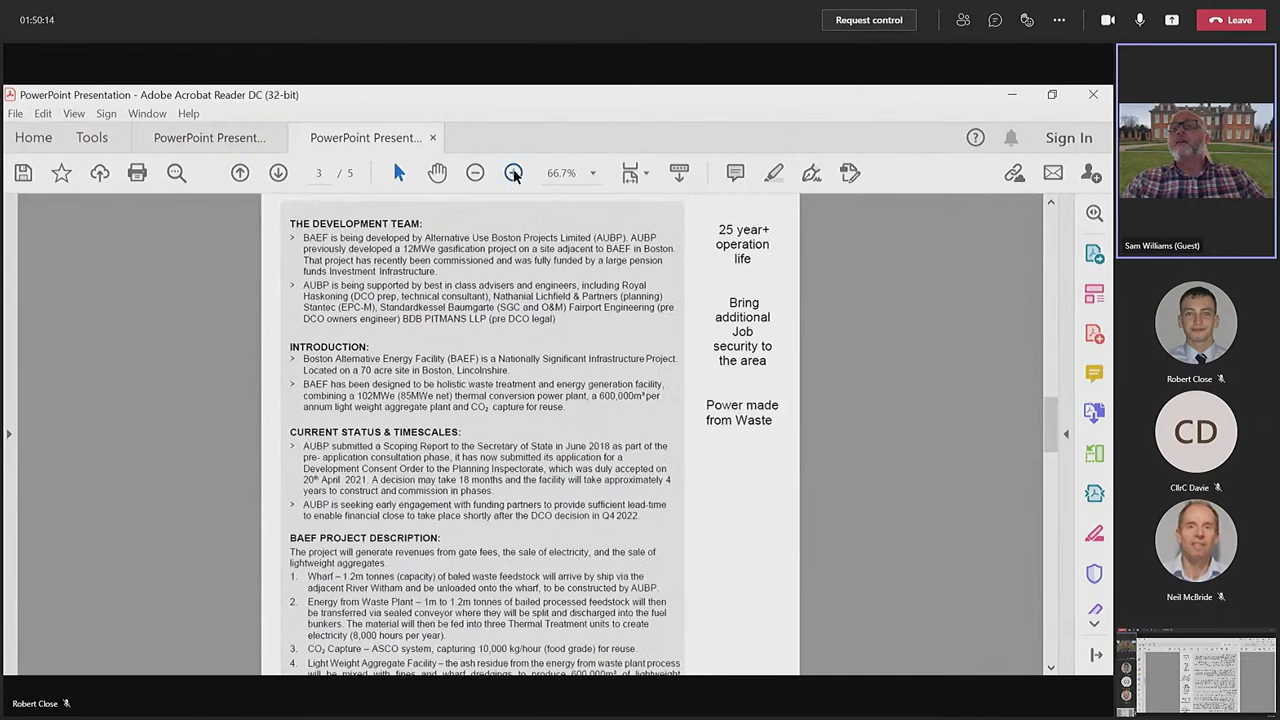 01:50:14
Request control
Leave
PowerPoint Presentation - Adobe Acrobat Reader DC (32-bit)
File Edit View Sign Window Help
Home Tools PowerPoint Present... PowerPoint Present... × Sign In
3 / 5 66.7%
THE DEVELOPMENT TEAM:
> BAEF is being developed by Alternative Use Boston Projects Limited (AUBP). AUBP
previously developed a 12MWe gasification project on a site adjacent to BAEF in Boston.
That project has recently been commissioned and was fully funded by a large pension
funds Investment Infrastructure.
> AUBP is being supported by best in class advisers and engineers, including Royal
Haskoning (DCO prep, technical consultant), Nathanial Lichfield & Partners (planning)
Stantec (EPC-M), Standardkessel Baumgarte (SGC and O&M) Fairport Engineering (pre
DCO owners engineer) BDB PITMANS LLP (pre DCO legal)
INTRODUCTION:
> Boston Alternative Energy Facility (BAEF) is a Nationally Significant Infrastructure Project.
Located on a 70 acre site in Boston, Lincolnshire.
> BAEF has been designed to be holistic waste treatment and energy generation facility,
combining a 102MWe (85MWe net) thermal conversion power plant, a 600,000m³ per
annum light weight aggregate plant and CO₂ capture for reuse.
CURRENT STATUS & TIMESCALES:
> AUBP submitted a Scoping Report to the Secretary of State in June 2018 as part of the
pre- application consultation phase, it has now submitted its application for a
Development Consent Order to the Planning Inspectorate, which was duly accepted on
20th April 2021. A decision may take 18 months and the facility will take approximately 4
years to construct and commission in phases.
> AUBP is seeking early engagement with funding partners to provide sufficient lead-time
to enable financial close to take place shortly after the DCO decision in Q4 2022.
BAEF PROJECT DESCRIPTION:
The project will generate revenues from gate fees, the sale of electricity, and the sale of
lightweight aggregates.
1. Wharf – 1.2m tonnes (capacity) of baled waste feedstock will arrive by ship via the
adjacent River Witham and be unloaded onto the wharf, to be constructed by AUBP.
2. Energy from Waste Plant – 1m to 1.2m tonnes of bailed processed feedstock will then
be transferred via sealed conveyor where they will be split and discharged into the fuel
bunkers. The material will then be fed into three Thermal Treatment units to create
electricity (8,000 hours per year).
3. CO₂ Capture – ASCO system, capturing 10,000 kg/hour (food grade) for reuse.
4. Light Weight Aggregate Facility – the ash residue from the energy from waste plant process
will be mixed with fines and wharf dredgings to produce 600,000m³ of lightweight
25 year+
operation
life
Bring
additional
Job
security to
the area
Power made
from Waste
Sam Williams (Guest)
Robert Close
CD
CllrC Davie
Neil McBride
Robert Close